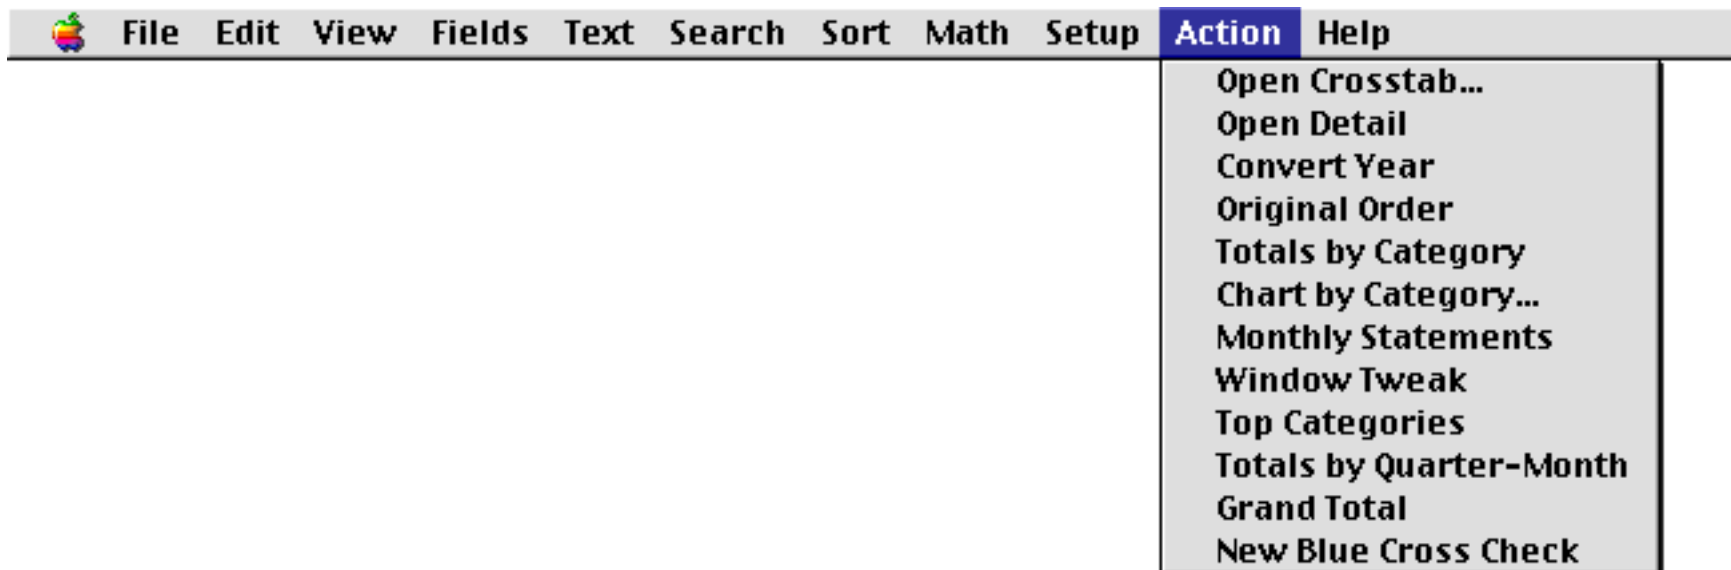 File Edit View Fields Text Search Sort Math Setup Action Help
Open Crosstab...
Open Detail
Convert Year
Original Order
Totals by Category
Chart by Category...
Monthly Statements
Window Tweak
Top Categories
Totals by Quarter-Month
Grand Total
New Blue Cross Check